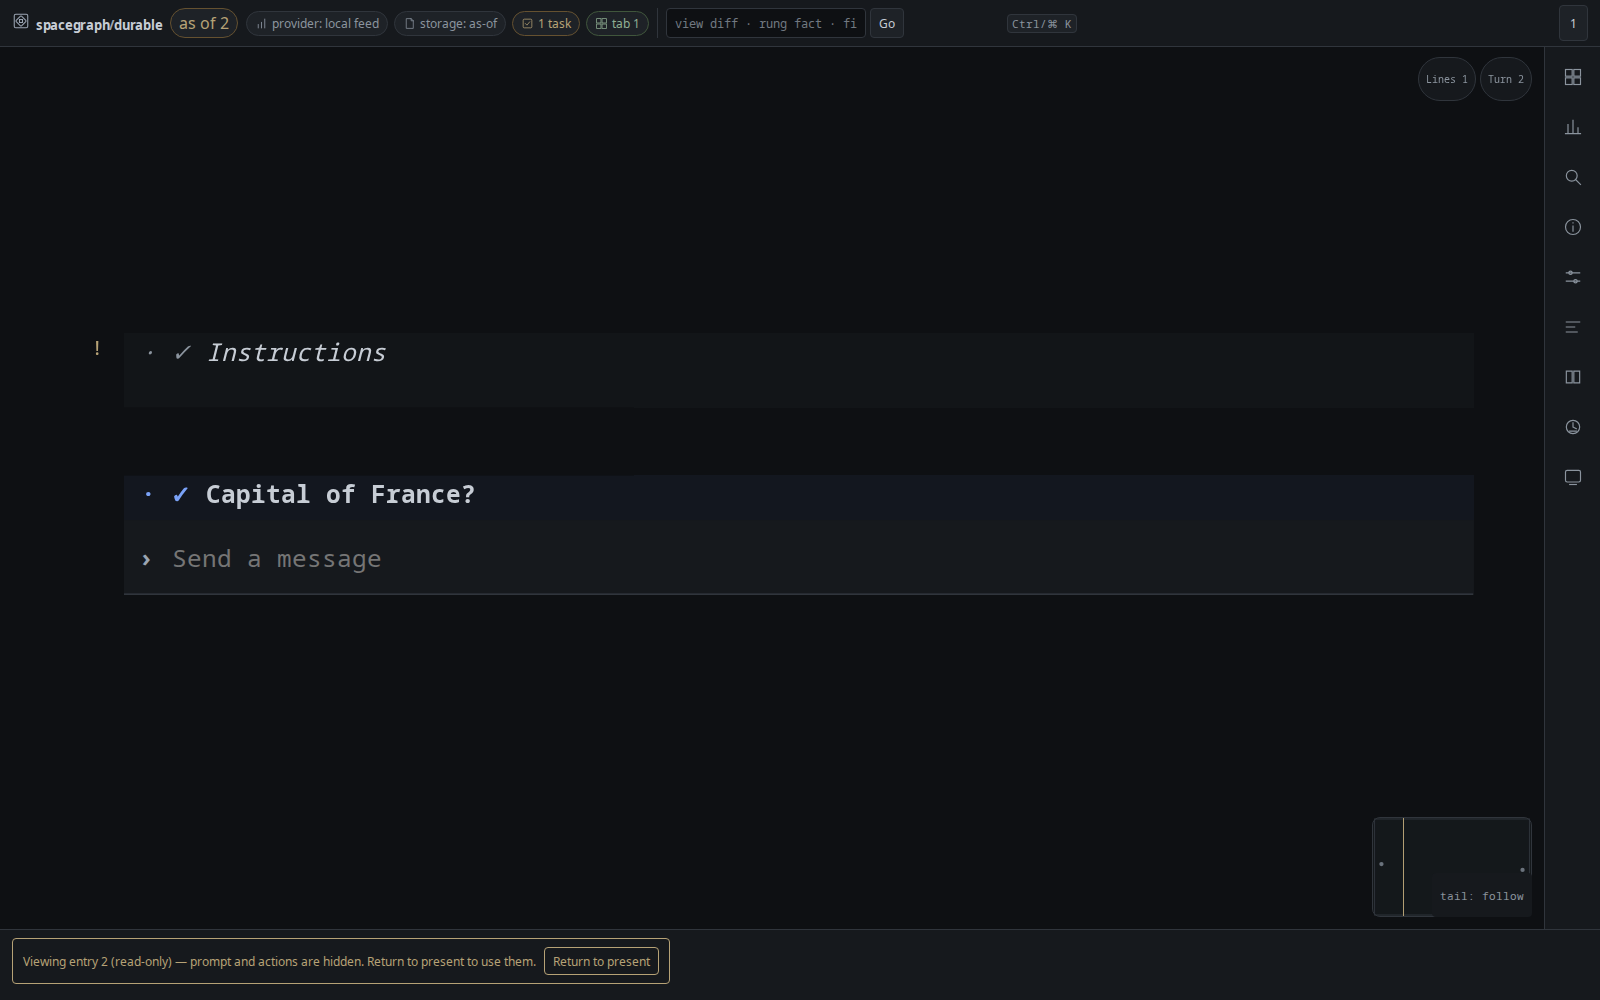 spacegraph/durable as of 2 provider: local feed storage: as-of 1 task tab 1 view diff · rung fact · fi Go Ctrl/⌘ K 1
Lines 1 Turn 2
! · ✓ Instructions
· ✓ Capital of France?
› Send a message
tail: follow
Viewing entry 2 (read-only) — prompt and actions are hidden. Return to present to use them. Return to present